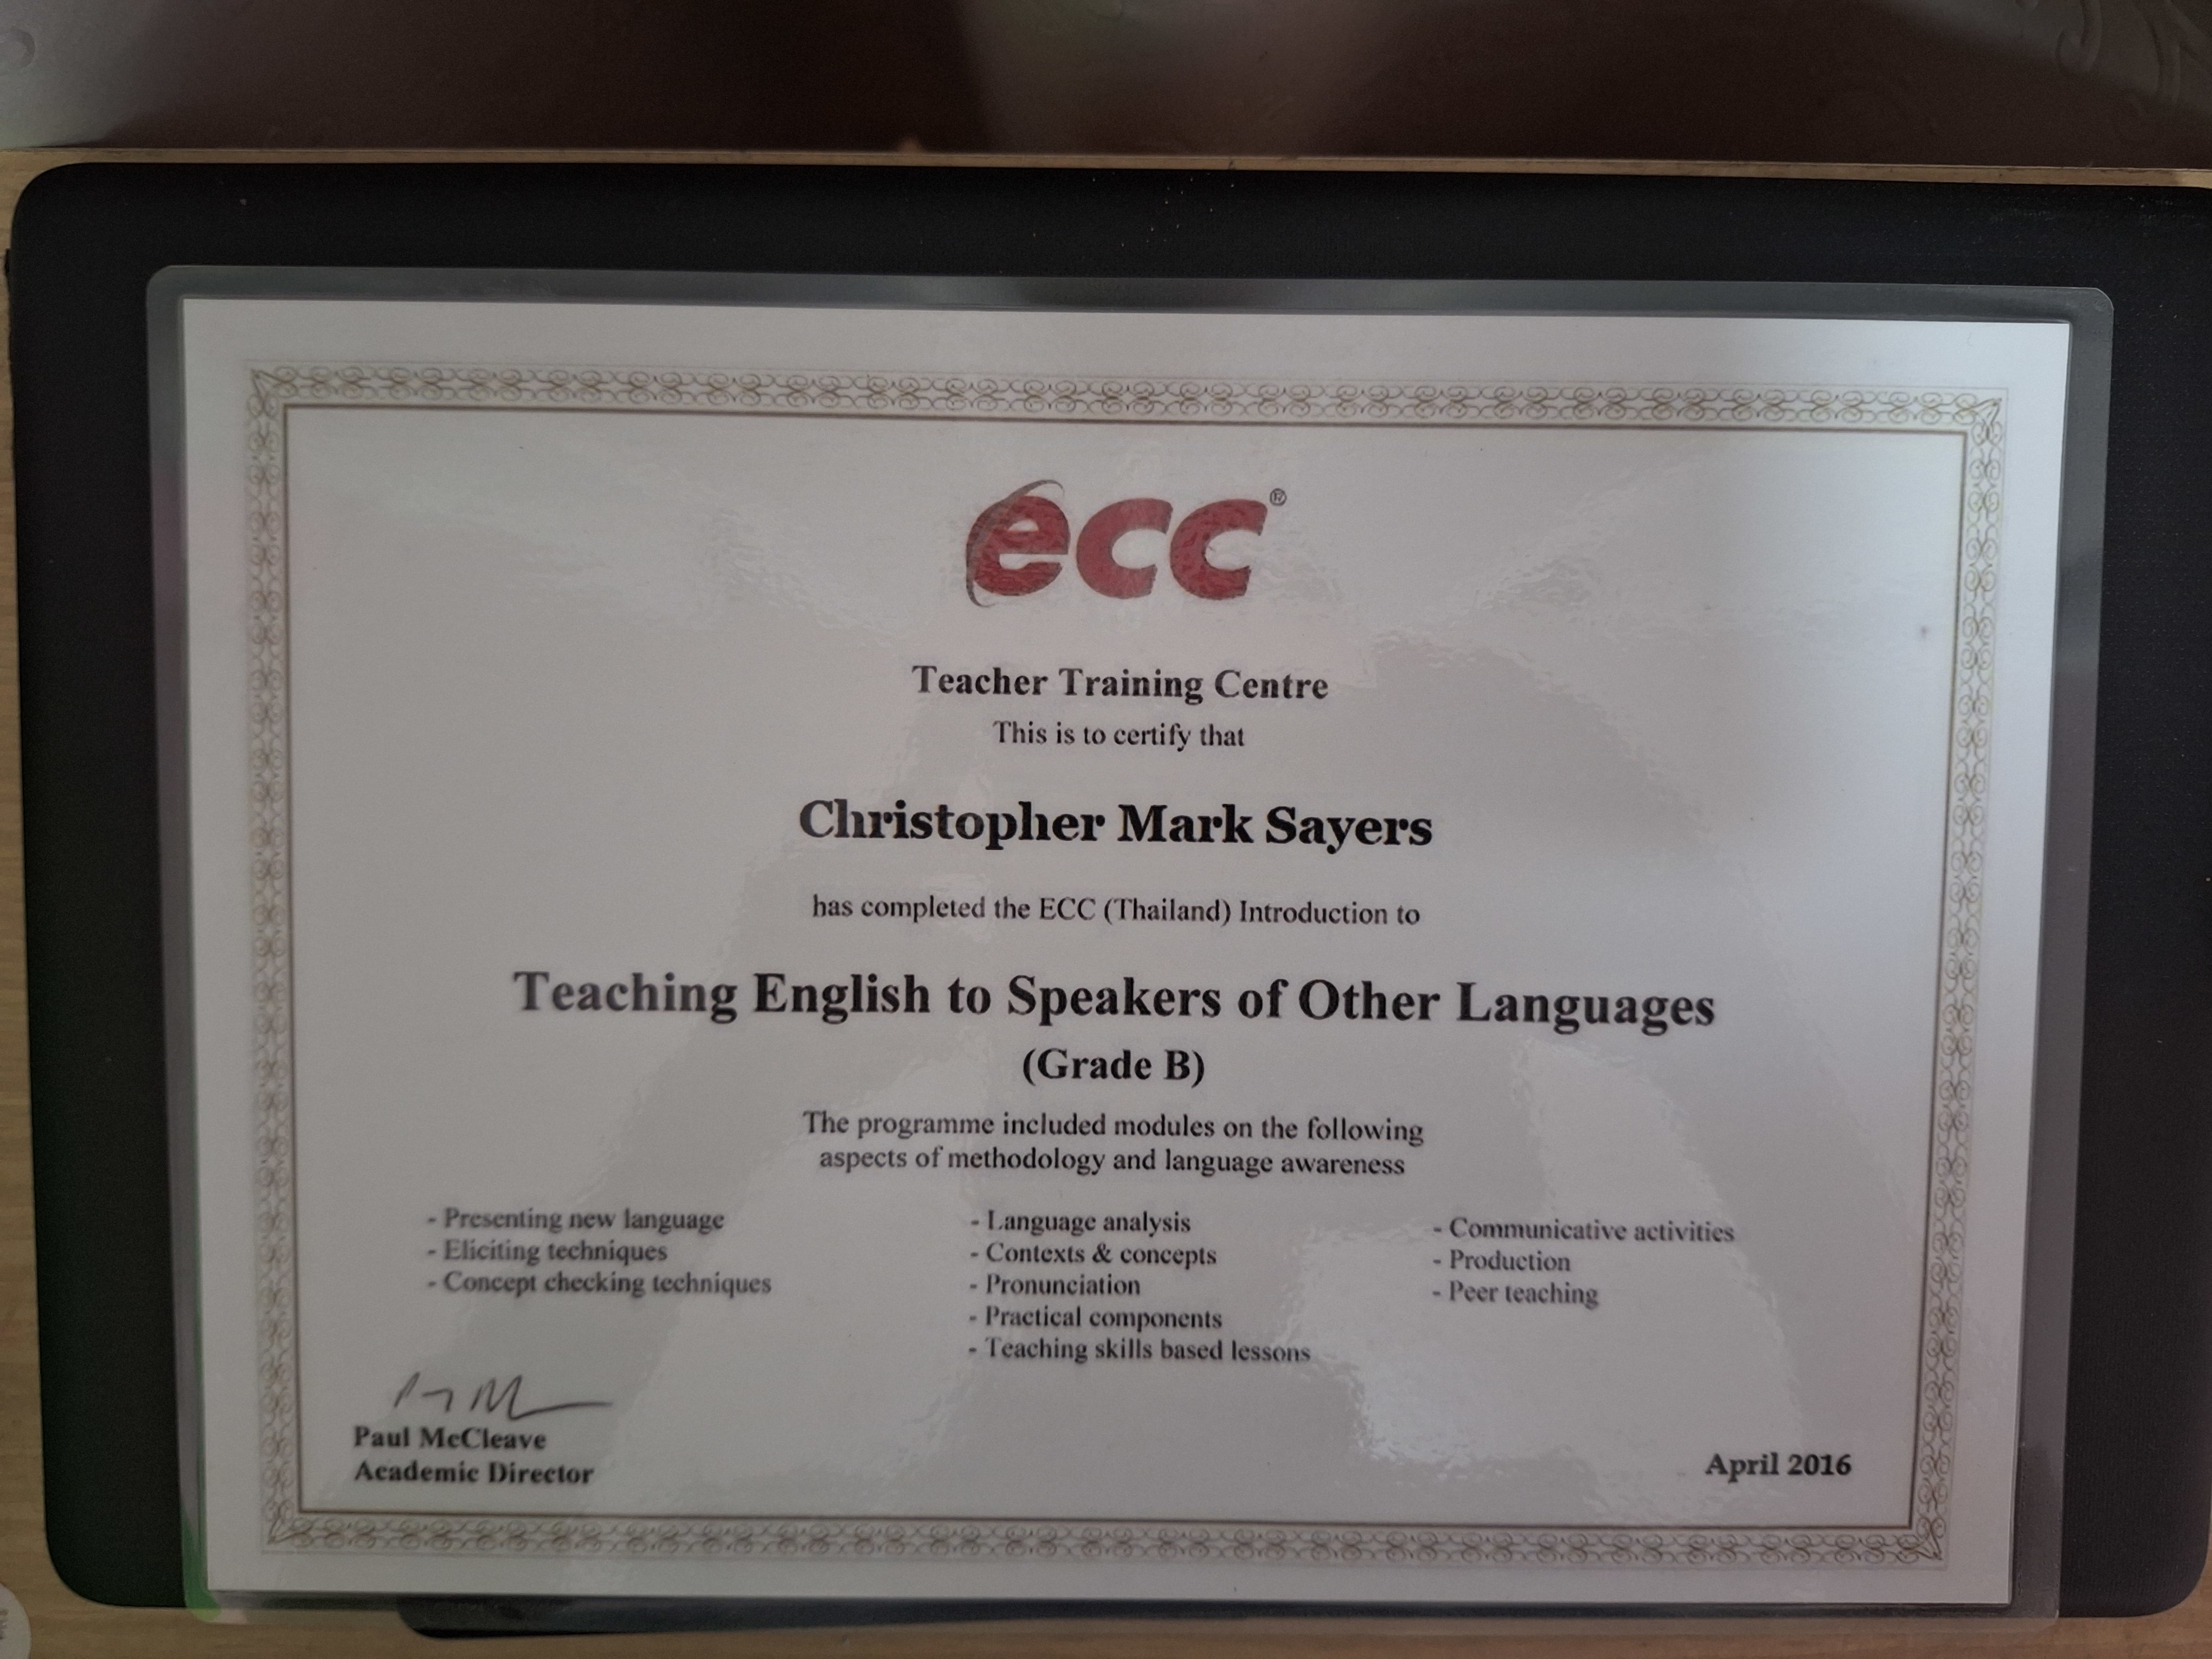 ecc®
Teacher Training Centre
This is to certify that
Christopher Mark Sayers
has completed the ECC (Thailand) Introduction to
Teaching English to Speakers of Other Languages
(Grade B)
The programme included modules on the following
aspects of methodology and language awareness
- Presenting new language
- Eliciting techniques
- Concept checking techniques
- Language analysis
- Contexts & concepts
- Pronunciation
- Practical components
- Teaching skills based lessons
- Communicative activities
- Production
- Peer teaching
Paul McCleave
Academic Director
April 2016